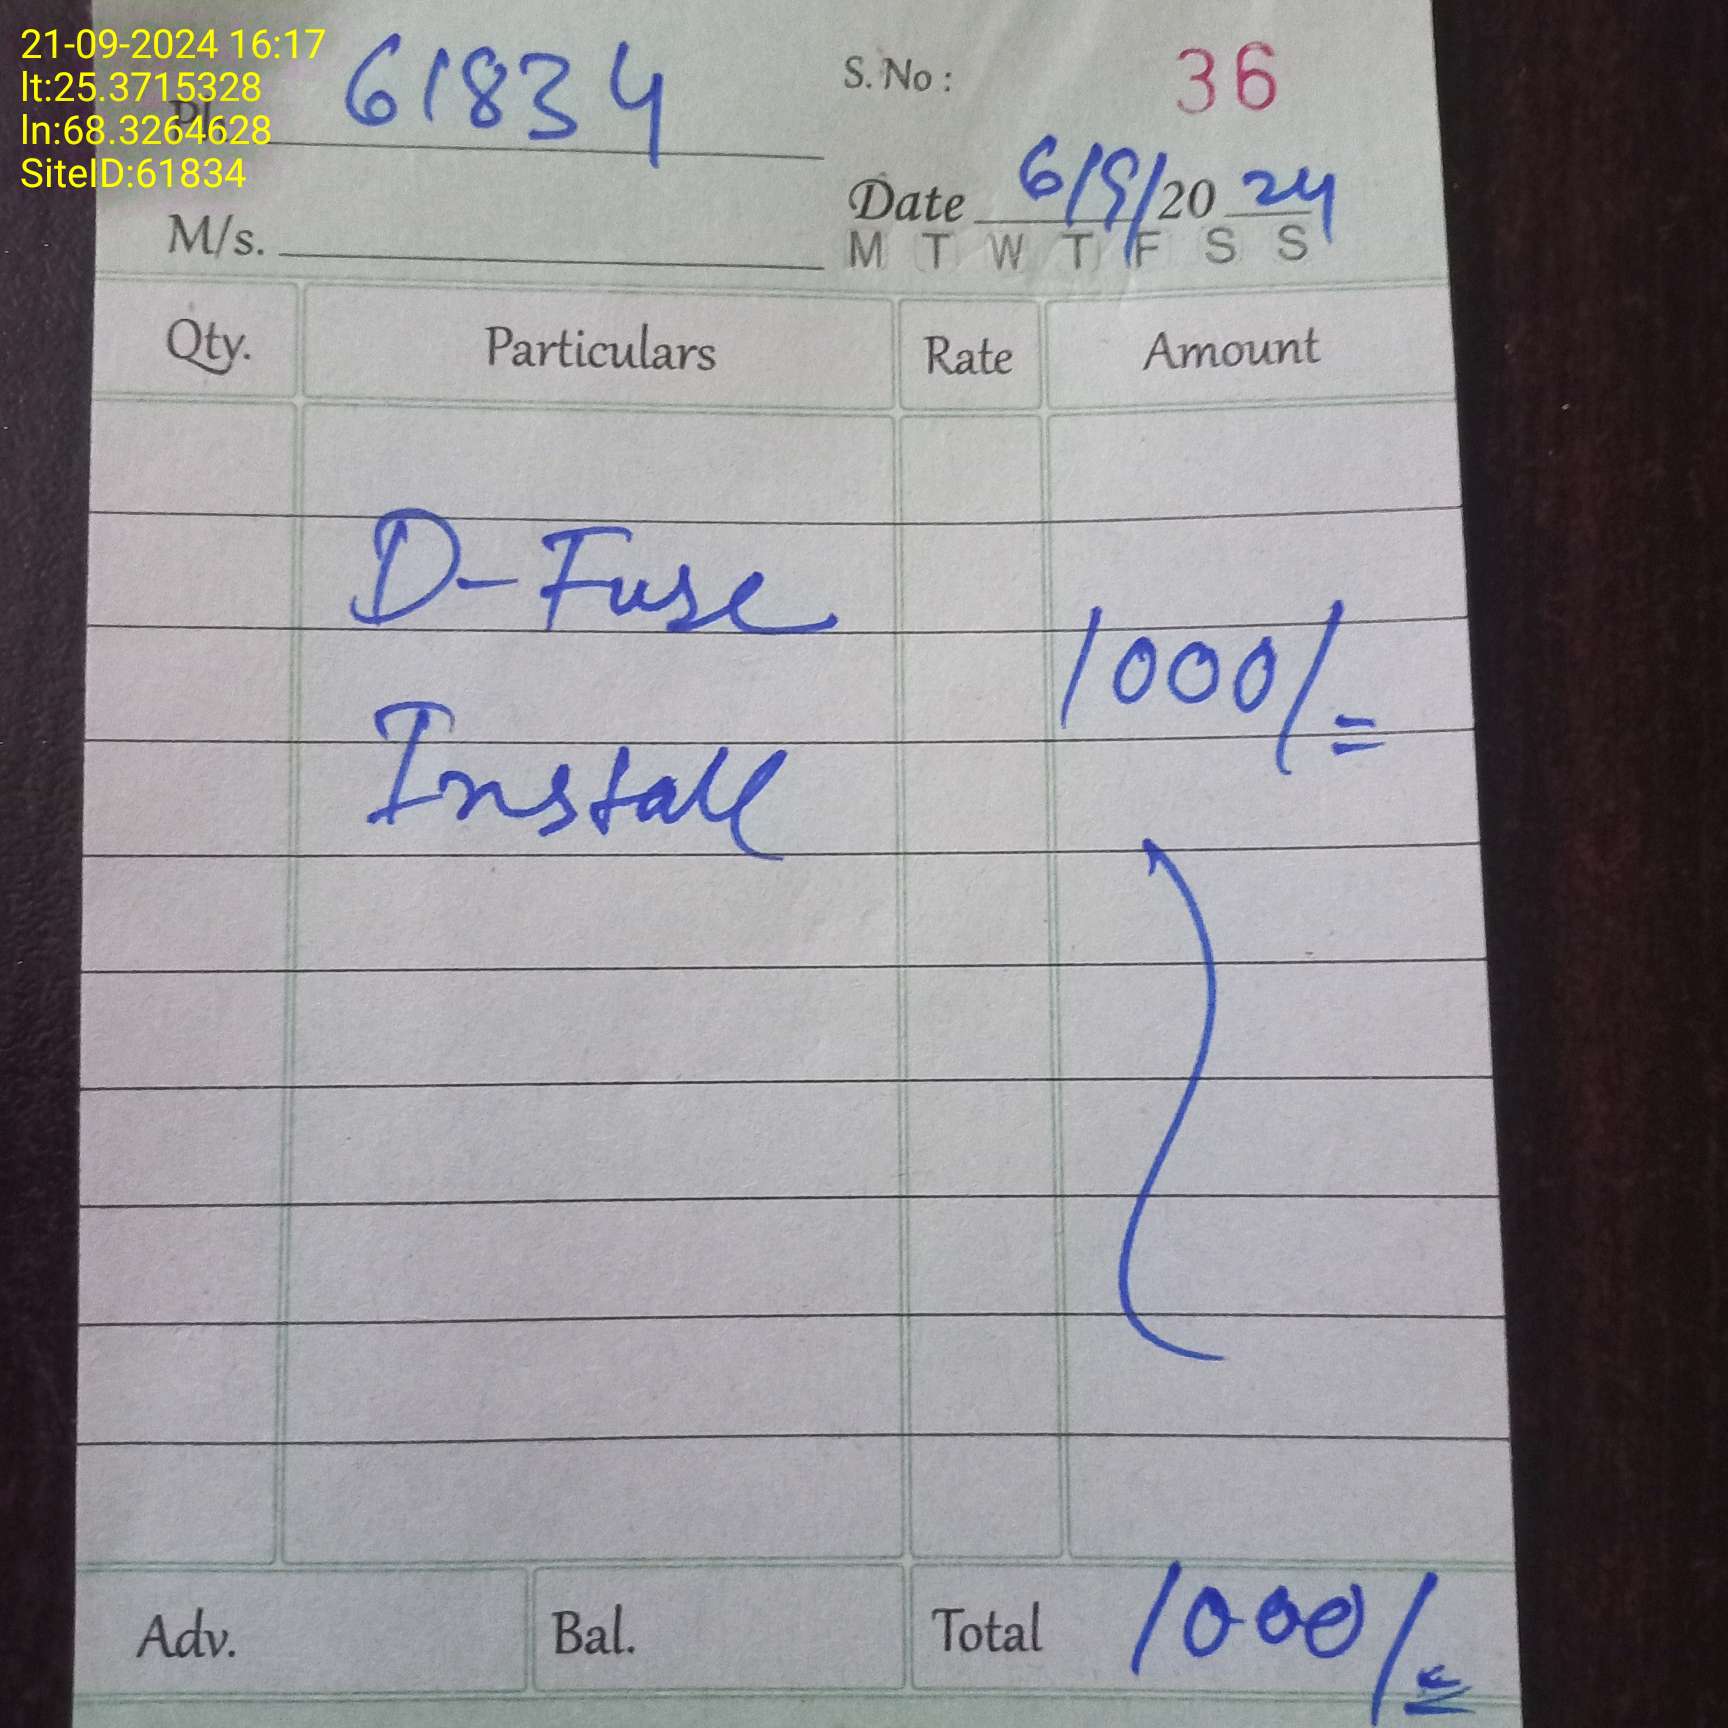 21-09-2024 16:17
lt:25.3715328
ln:68.3264628
SiteID:61834
61834
S. No : 36
Date 6/9/2024
M T W T F S S
M/s.
Qty. Particulars Rate Amount
D-Fuse
1000/=
Install
Adv. Bal. Total 1000/=